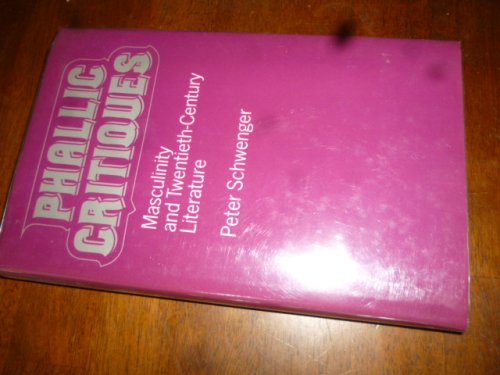 PHALLIC
CRITIQUES
Masculinity
and Twentieth-Century
Literature
Peter Schwenger